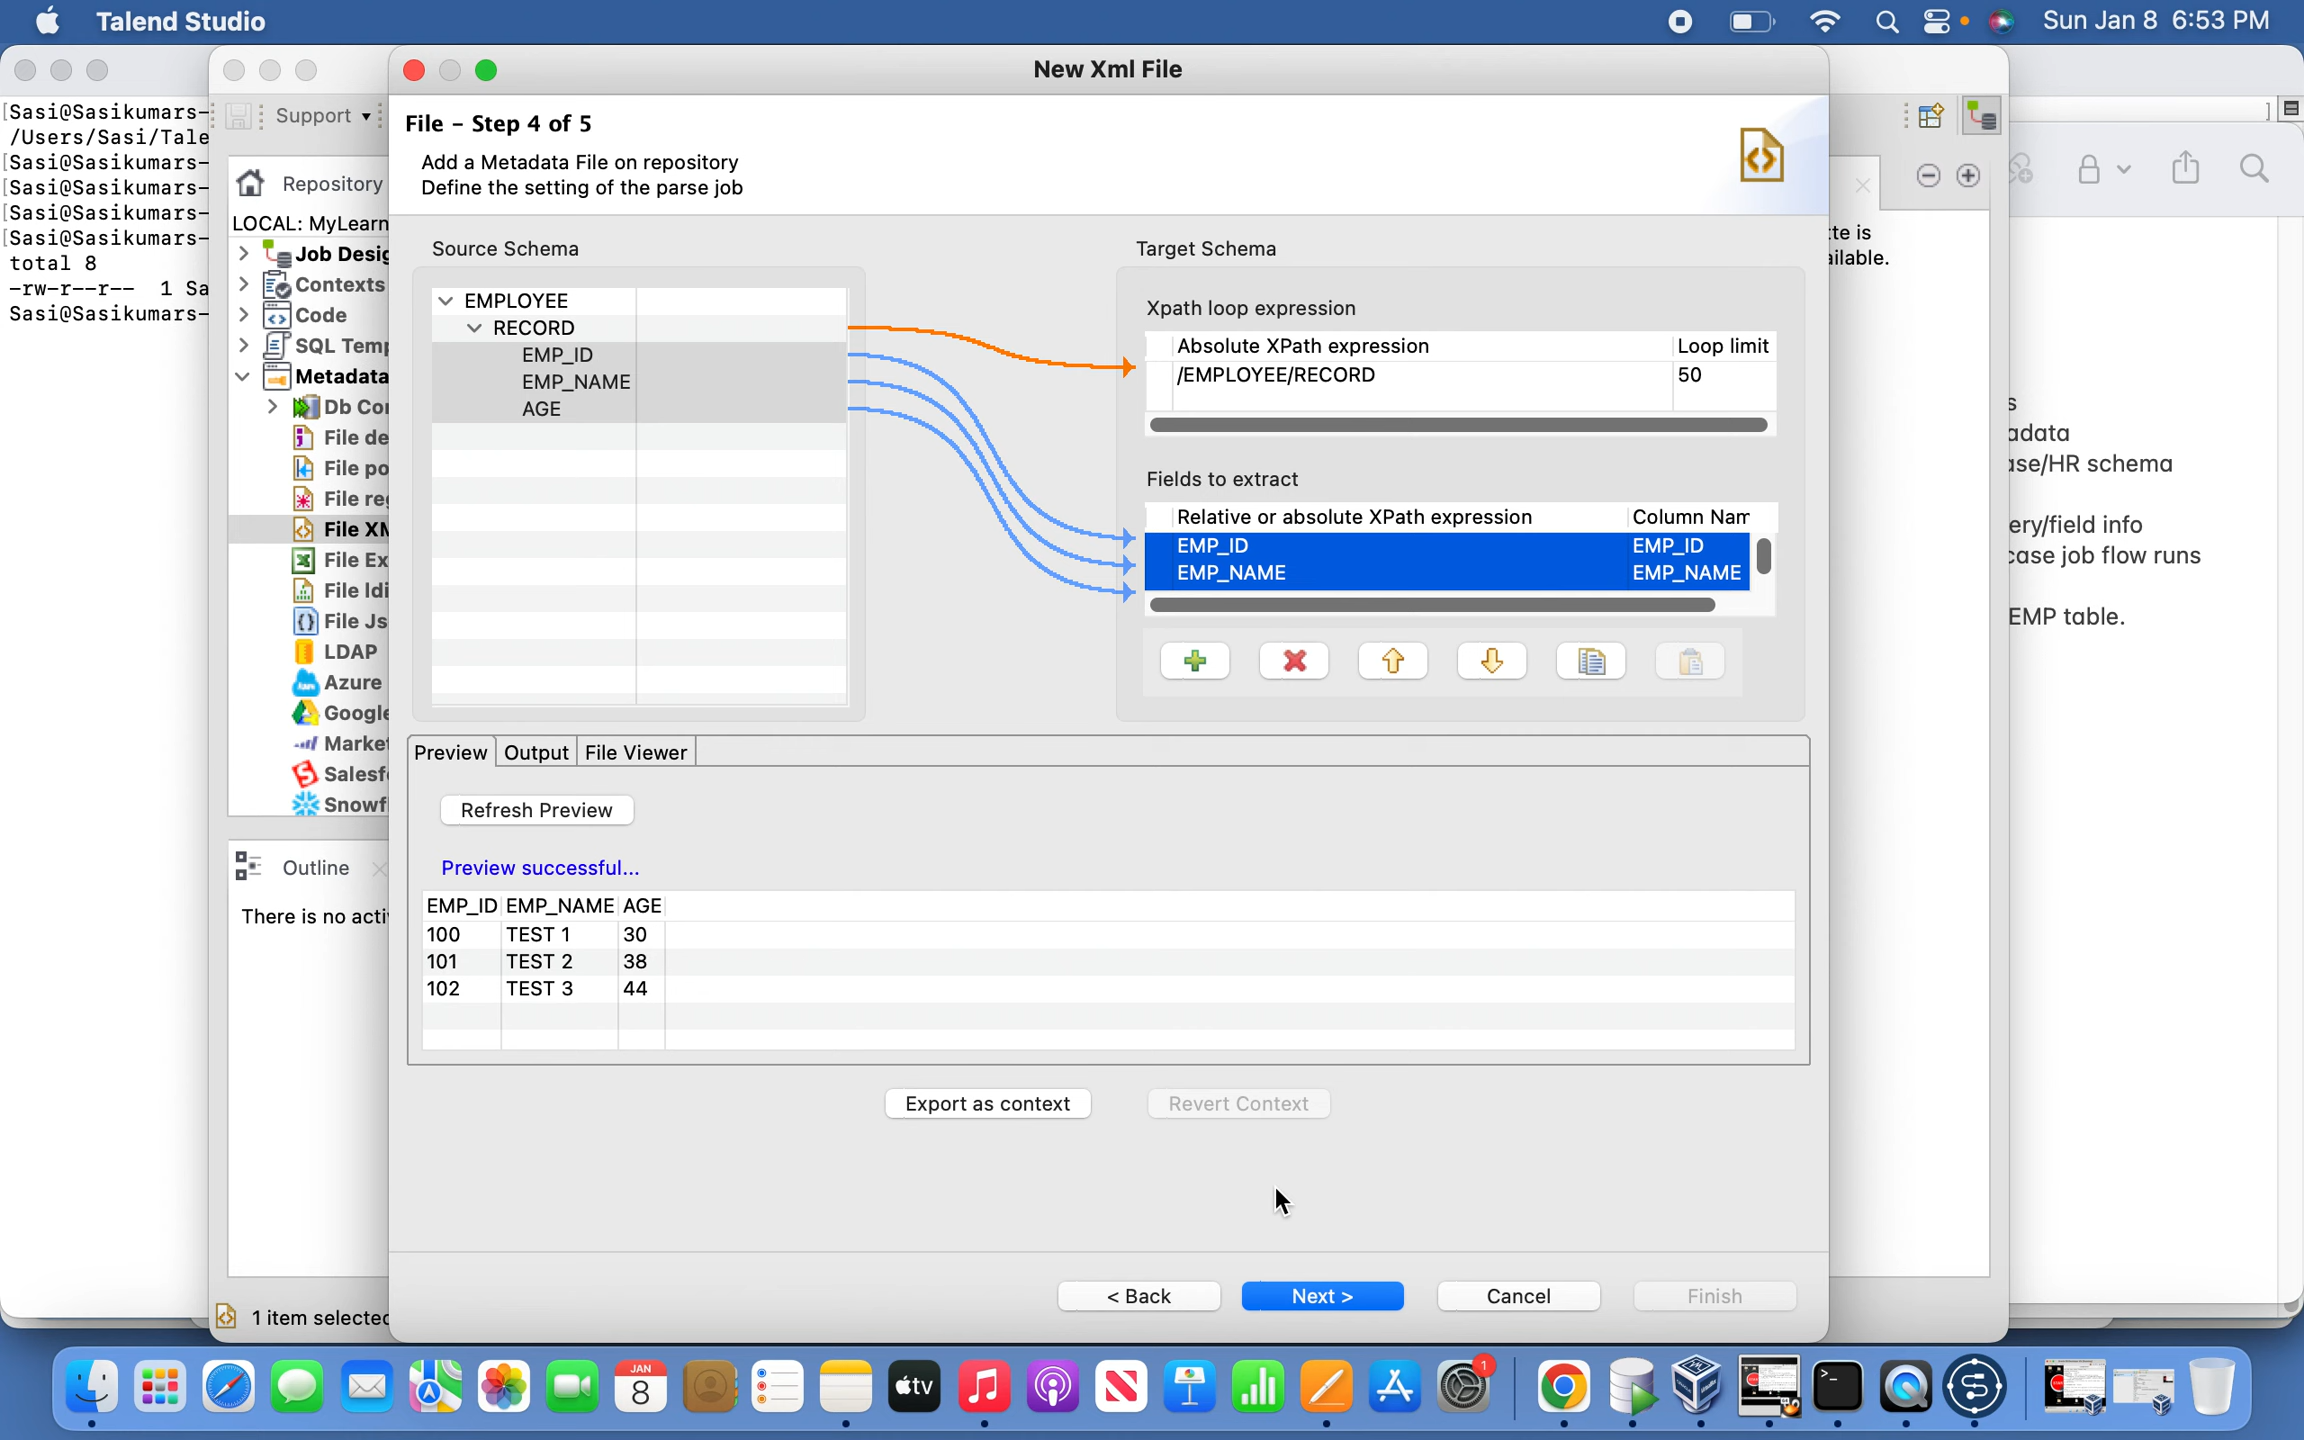 Talend Studio
Sun Jan 8 6:53 PM
New Xml File
[Sasi@Sasikumars-
/Users/Sasi/Tale
[Sasi@Sasikumars-
[Sasi@Sasikumars-
[Sasi@Sasikumars-
[Sasi@Sasikumars-
total 8
-rw-r--r-- 1 Sa
Sasi@Sasikumars-
Support
Repository
LOCAL: MyLearn
Job Desig
Contexts
Code
SQL Temp
Metadata
Db Con
File de
File po
File reg
File XM
File Ex
File ldi
File Js
LDAP
Azure
Google
Market
Salesf
Snowf
Outline
There is no acti
1 item selected
File - Step 4 of 5
Add a Metadata File on repository
Define the setting of the parse job
Source Schema
EMPLOYEE
RECORD
EMP_ID
EMP_NAME
AGE
Target Schema
Xpath loop expression
Absolute XPath expression Loop limit
/EMPLOYEE/RECORD 50
Fields to extract
Relative or absolute XPath expression Column Nam
EMP_ID EMP_ID
EMP_NAME EMP_NAME
Preview Output File Viewer
Refresh Preview
Preview successful...
EMP_ID EMP_NAME AGE
100 TEST 1 30
101 TEST 2 38
102 TEST 3 44
Export as context Revert Context
< Back Next > Cancel Finish
tte is
ailable.
s
adata
ase/HR schema
ery/field info
case job flow runs
EMP table.
JAN
8
tv
1